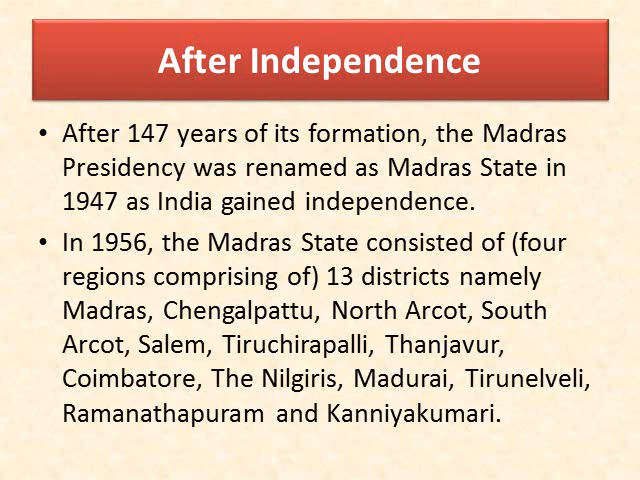 After Independence
• After 147 years of its formation, the Madras
Presidency was renamed as Madras State in
1947 as India gained independence.
• In 1956, the Madras State consisted of (four
regions comprising of) 13 districts namely
Madras, Chengalpattu, North Arcot, South
Arcot, Salem, Tiruchirapalli, Thanjavur,
Coimbatore, The Nilgiris, Madurai, Tirunelveli,
Ramanathapuram and Kanniyakumari.